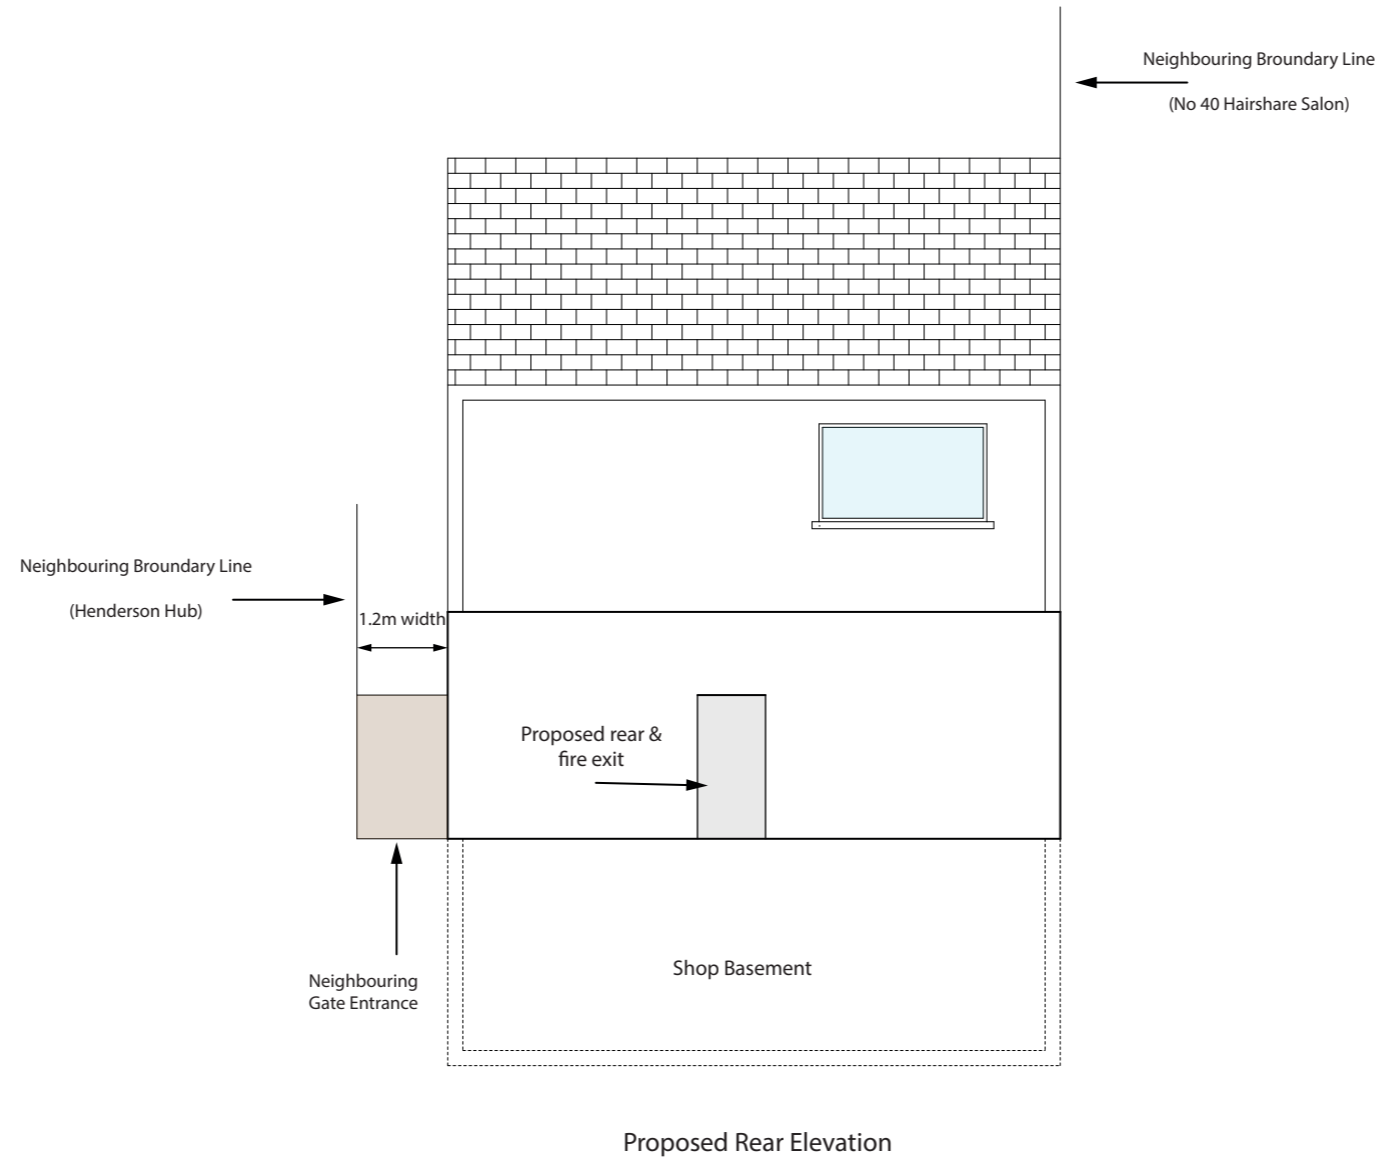 Neighbouring Broundary Line
(No 40 Hairshare Salon)
Neighbouring Broundary Line
(Henderson Hub)
1.2m width
Proposed rear &
fire exit
Neighbouring
Gate Entrance
Shop Basement
Proposed Rear Elevation